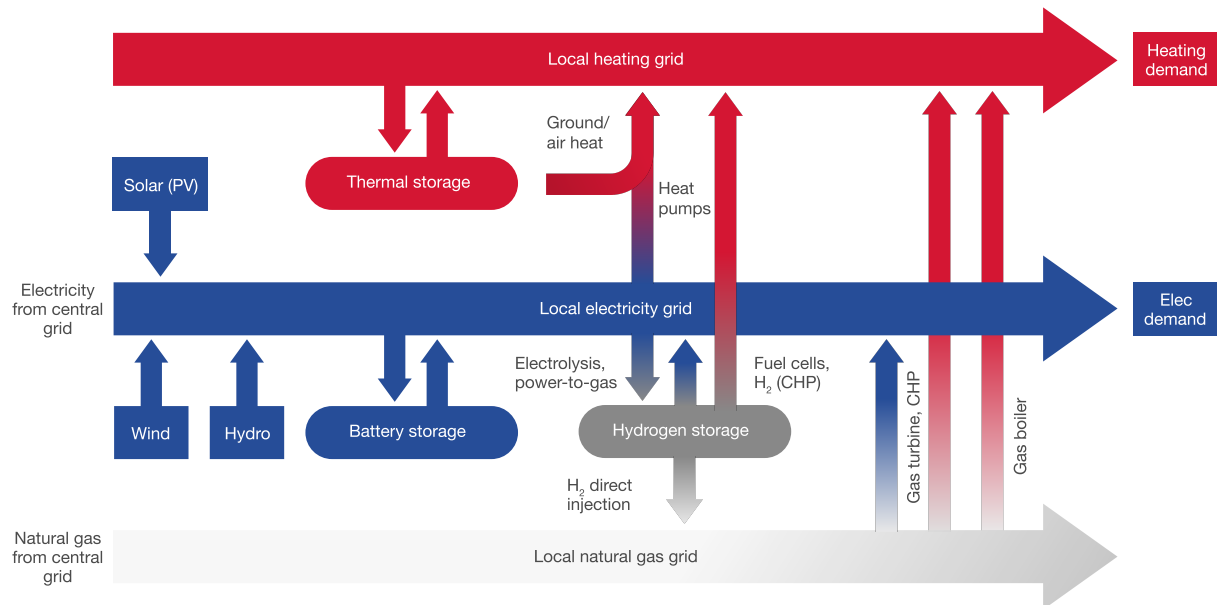 Local heating grid
Heating
demand
Ground/
air heat
Solar (PV)
Thermal storage
Heat
pumps
Electricity
from central
grid
Local electricity grid
Elec
demand
Electrolysis,
power-to-gas
Fuel cells,
H₂ (CHP)
Wind
Hydro
Battery storage
Hydrogen storage
Gas turbine, CHP
Gas boiler
H₂ direct
injection
Natural gas
from central
grid
Local natural gas grid